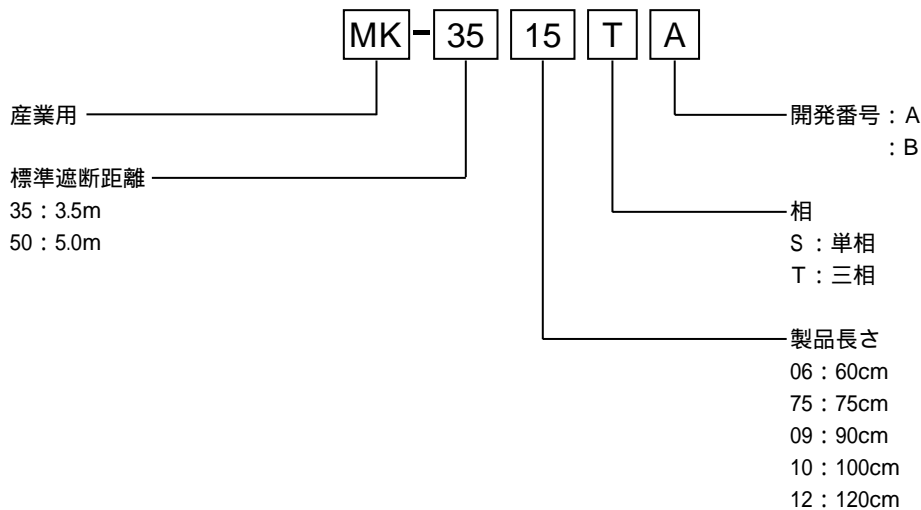 MK-35 15 T A
産業用
標準遮断距離
35：3.5m
50：5.0m
開発番号：A
：B
相
S：単相
T：三相
製品長さ
06：60cm
75：75cm
09：90cm
10：100cm
12：120cm